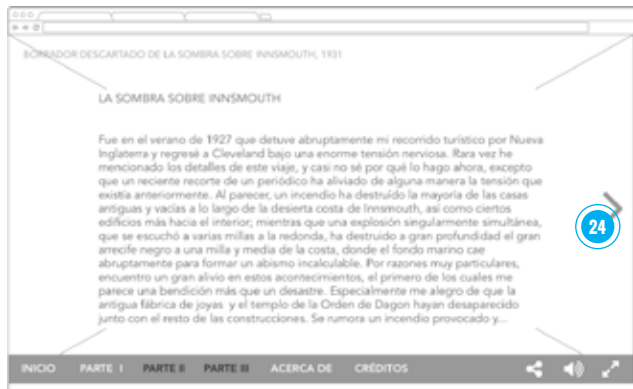 BORRADOR DESCARTADO DE LA SOMBRA SOBRE INNSMOUTH, 1931
LA SOMBRA SOBRE INNSMOUTH
Fue en el verano de 1927 que detuve abruptamente mi recorrido turístico por Nueva
Inglaterra y regresé a Cleveland bajo una enorme tensión nerviosa. Rara vez he
mencionado los detalles de este viaje, y casi no sé por qué lo hago ahora, excepto
que un reciente recorte de un periódico ha aliviado de alguna manera la tensión que
existía anteriormente. Al parecer, un incendio ha destruído la mayoría de las casas
antiguas y vacías a lo largo de la desierta costa de Innsmouth, así como ciertos
edificios más hacia el interior; mientras que una explosión singularmente simultánea,
que se escuchó a varias millas a la redonda, ha destruido a gran profundidad el gran
arrecife negro a una milla y media de la costa, donde el fondo marino cae
abruptamente para formar un abismo incalculable. Por razones muy particulares,
encuentro un gran alivio en estos acontecimientos, el primero de los cuales me
parece una bendición más que un desastre. Especialmente me alegro de que la
antigua fábrica de joyas y el templo de la Orden de Dagon hayan desaparecido
junto con el resto de las construcciones. Se rumora un incendio provocado y...
24
INICIO PARTE I PARTE II PARTE III ACERCA DE CRÉDITOS